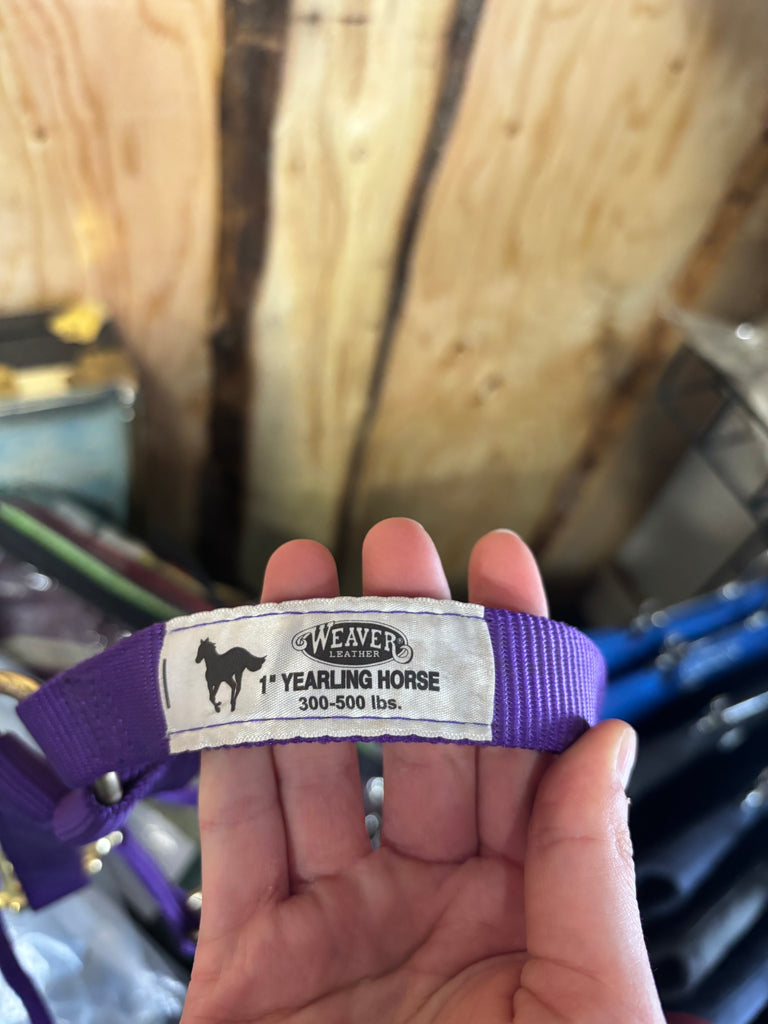 WEAVER®
LEATHER
1" YEARLING HORSE
300-500 lbs.